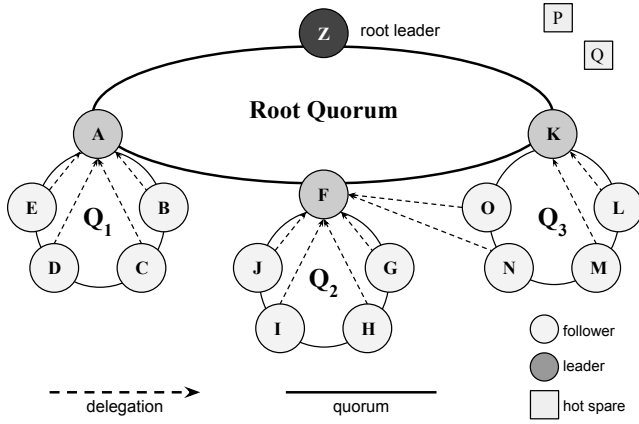 Z
root leader
P
Q
Root Quorum
A
K
F
E
B
Q1
D
C
J
G
Q2
I
H
O
L
Q3
N
M
follower
leader
hot spare
delegation
quorum